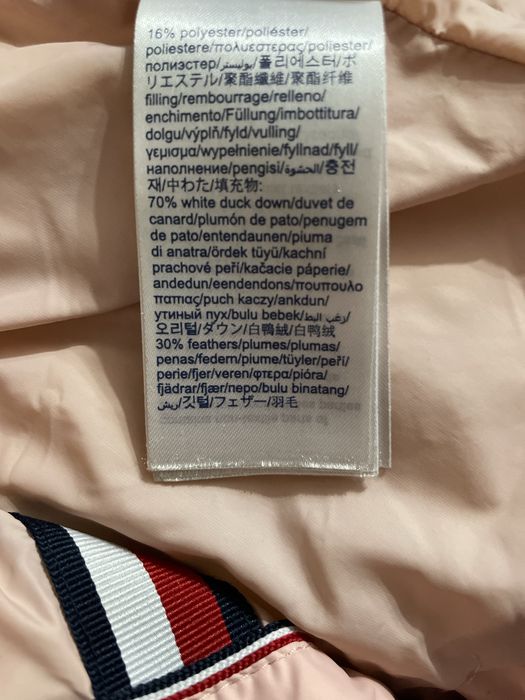 16% polyester/poliéster/
poliestere/πολυεστερας/poliester/
полиэстер/بوليستر/폴리에스테르/ポ
リエステル/聚酯纖維/聚酯纤维
filling/rembourrage/relleno/
enchimento/Füllung/imbottitura/
dolgu/výplň/fyld/vulling/
γεμισμα/wypełnienie/fyllnad/fyll/
наполнение/pengisi/الحشوة/충전
재/中わた/填充物:
70% white duck down/duvet de
canard/plumón de pato/penugem
de pato/entendaunen/piuma
di anatra/ördek tüyü/kachní
prachové peří/kačacie páperie/
andedun/eendendons/πουπουλο
παπιας/puch kaczy/ankdun/
утиный пух/bulu bebek/زغب البط/
오리털/ダウン/白鴨絨/白鸭绒
30% feathers/plumes/plumas/
penas/federn/piume/tüyler/peří/
perie/fjer/veren/φτερα/pióra/
fjädrar/fjær/перо/bulu binatang/
ريش/깃털/フェザー/羽毛